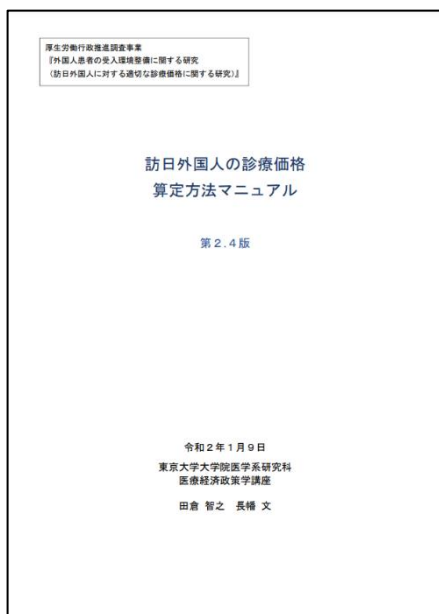 厚生労働行政推進調査事業
『外国人患者の受入環境整備に関する研究
（訪日外国人に対する適切な診療価格に関する研究）』
訪日外国人の診療価格
算定方法マニュアル
第２.４版
令和２年１月９日
東京大学大学院医学系研究科
医療経済政策学講座
田倉 智之　長幡 文